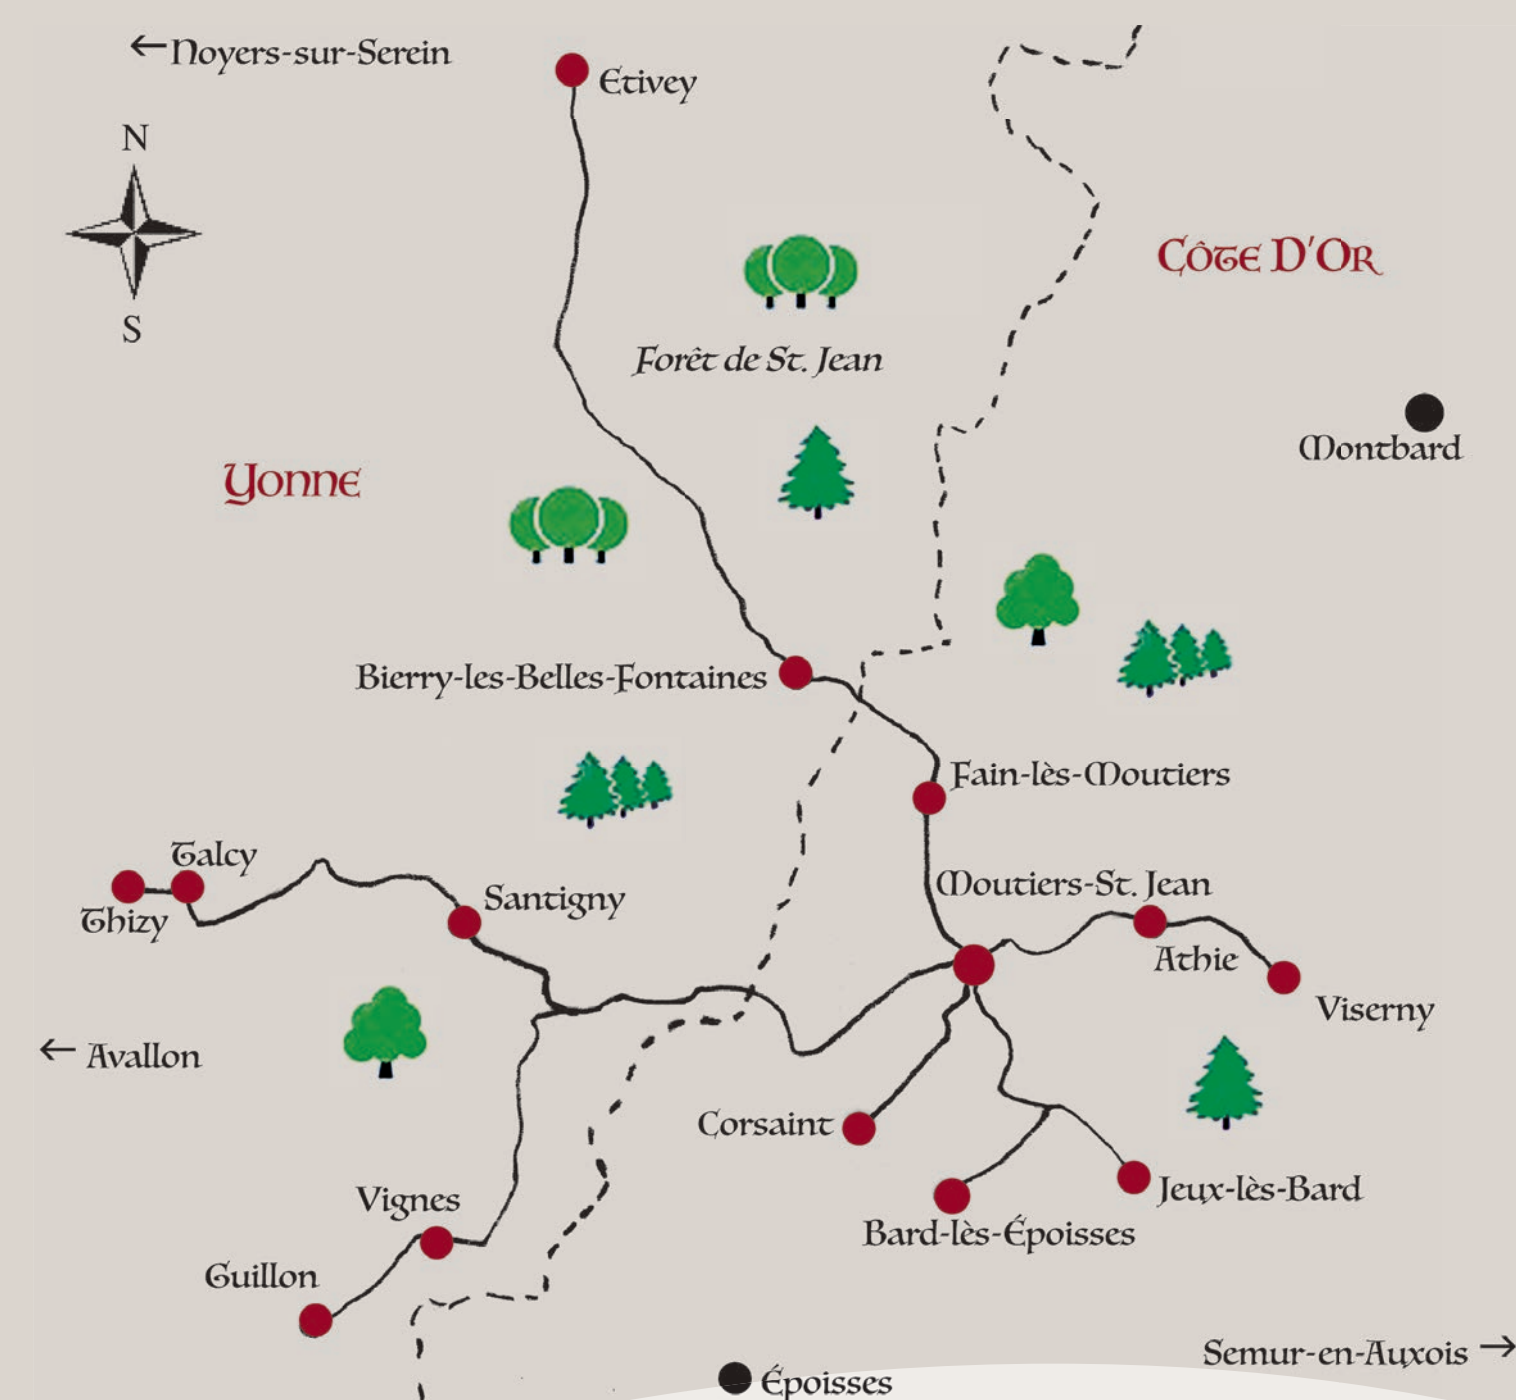 ←Noyers-sur-Serein
Etivey
N
S
CÔTE D'OR
Forêt de St. Jean
Montbard
Yonne
Bierry-les-Belles-Fontaines
Fain-lès-Moutiers
Talcy
Moutiers-St. Jean
Santigny
Thizy
Athie
Viserny
← Avallon
Corsaint
Jeux-lès-Bard
Vignes
Bard-lès-Époisses
Guillon
Semur-en-Auxois →
Époisses